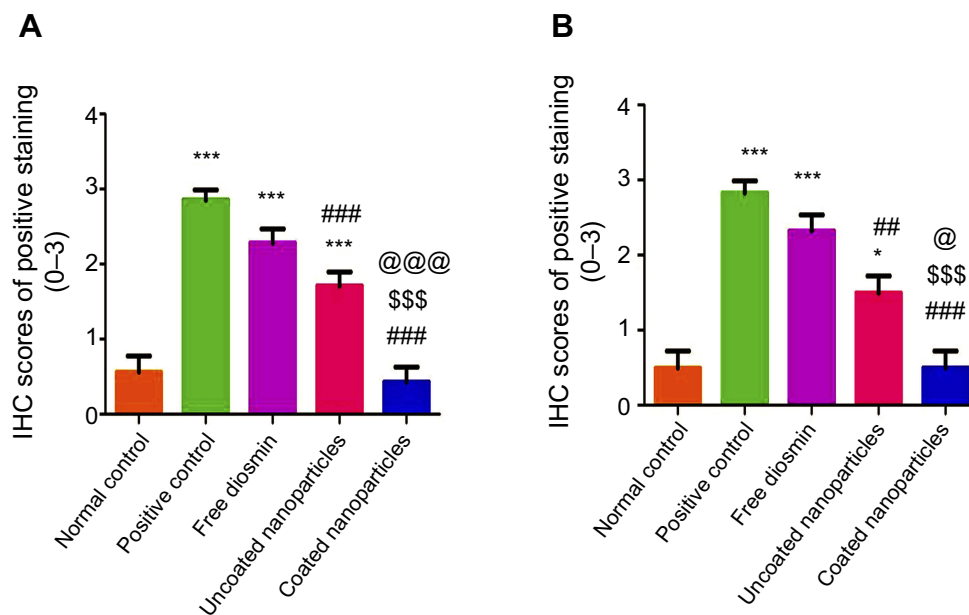 A
IHC scores of positive staining
(0–3)
4
3
2
1
0
***
***
###
***
@@@
$$$
###
Normal control
Positive control
Free diosmin
Uncoated nanoparticles
Coated nanoparticles
B
IHC scores of positive staining
(0–3)
4
3
2
1
0
***
***
##
*
@
$$$
###
Normal control
Positive control
Free diosmin
Uncoated nanoparticles
Coated nanoparticles